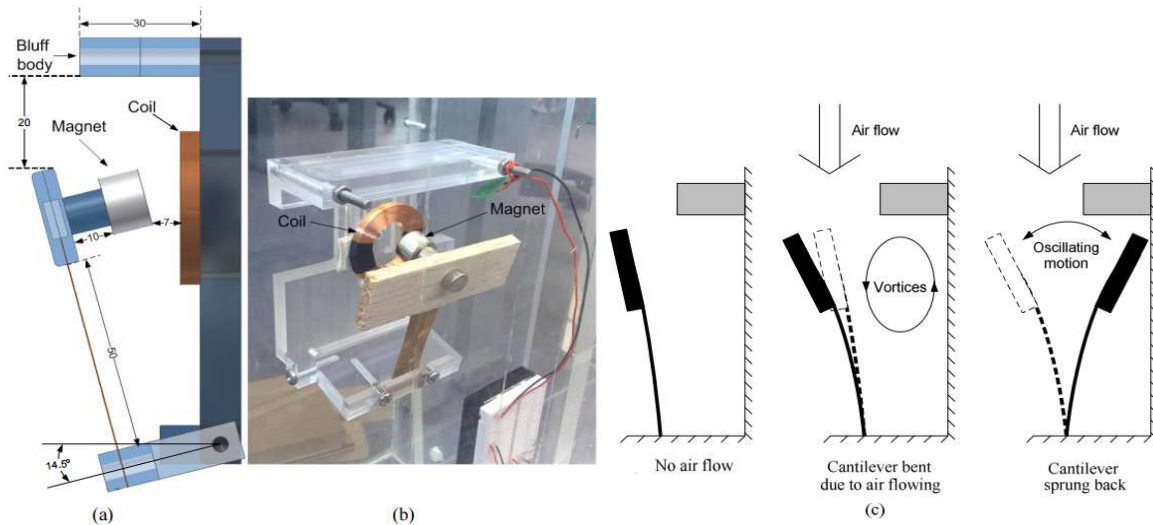 30
Bluff
body
20
Coil
Magnet
7
10
50
14.5º
(a)
Coil
Magnet
(b)
Air flow
Air flow
Vortices
Oscillating
motion
No air flow
Cantilever bent
due to air flowing
Cantilever
sprung back
(c)